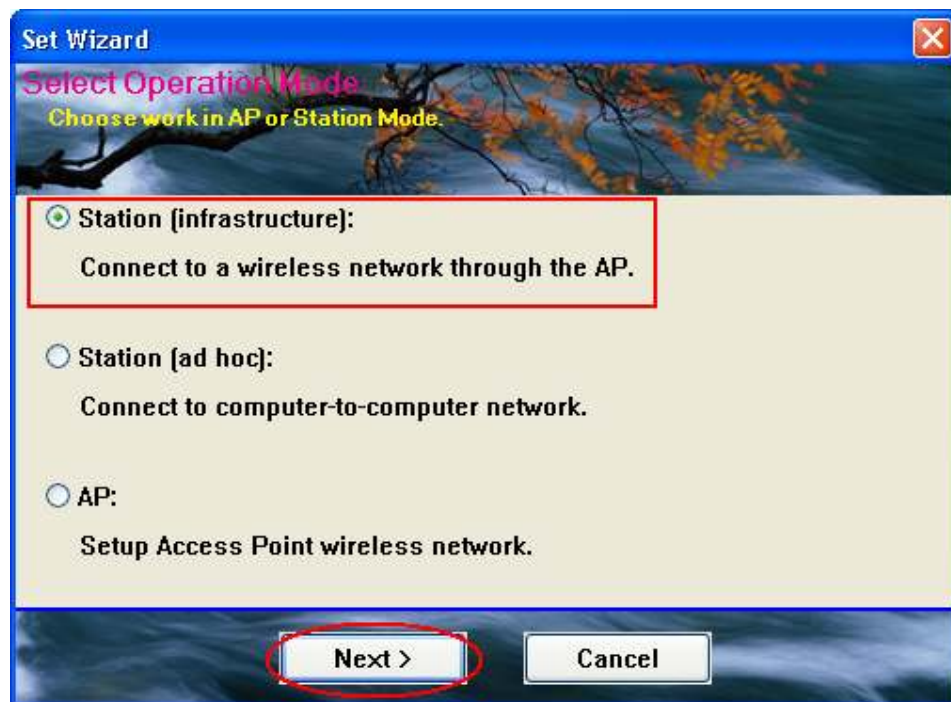 Set Wizard
Select Operation Mode
Choose work in AP or Station Mode.
Station (infrastructure):
Connect to a wireless network through the AP.
Station (ad hoc):
Connect to computer-to-computer network.
AP:
Setup Access Point wireless network.
Next >
Cancel